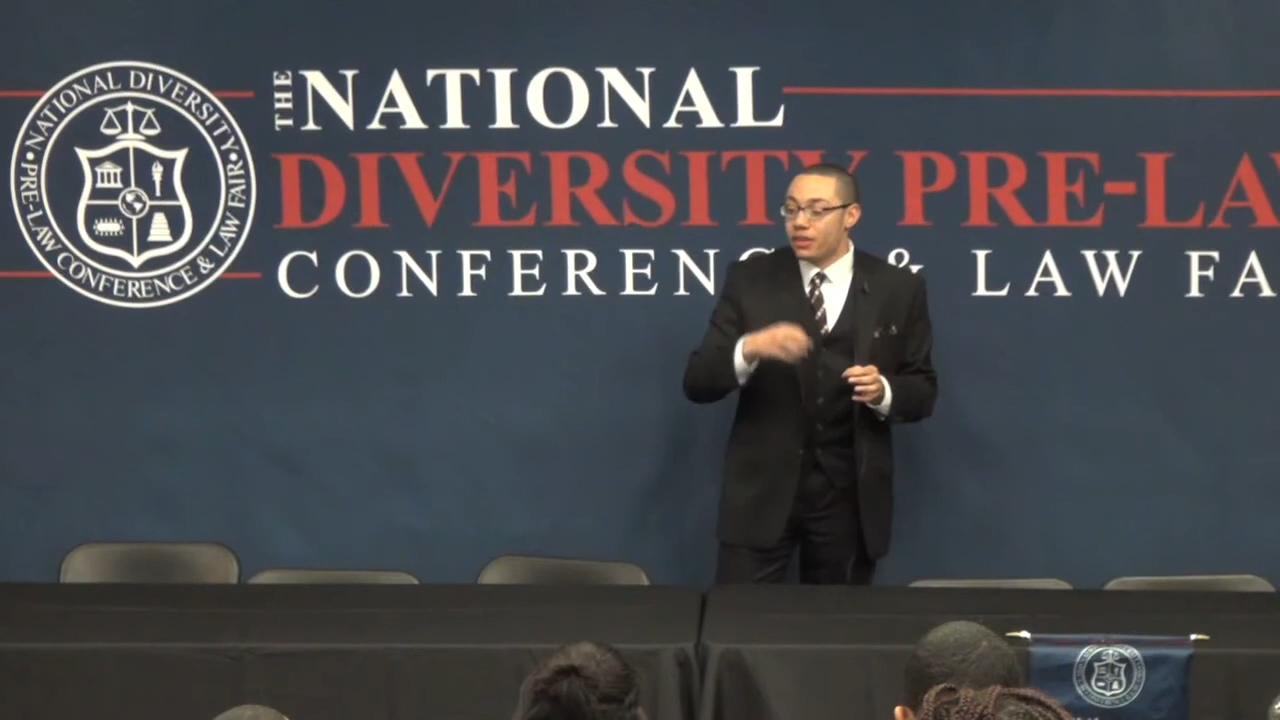 THE NATIONAL
DIVERSITY PRE-LA
CONFERENC & LAW FA
NATIONAL DIVERSITY
PRE-LAW CONFERENCE & LAW FAIR